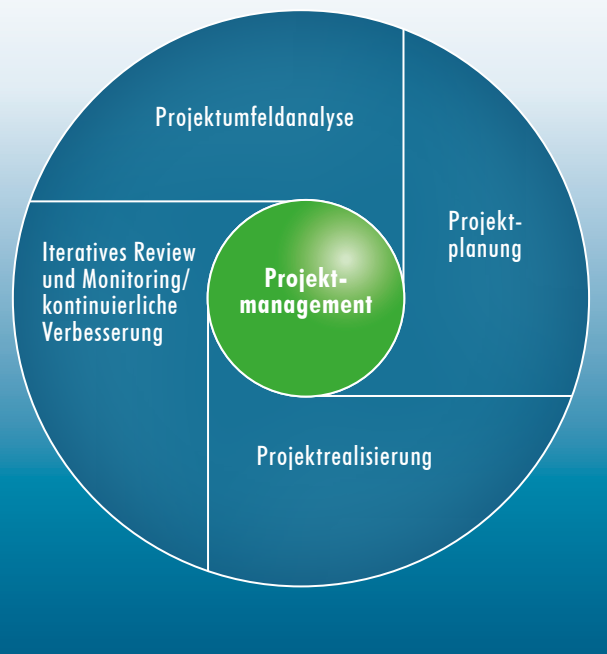 Projektumfeldanalyse
Projekt-
planung
Iteratives Review
und Monitoring/
kontinuierliche
Verbesserung
Projekt-
management
Projektrealisierung